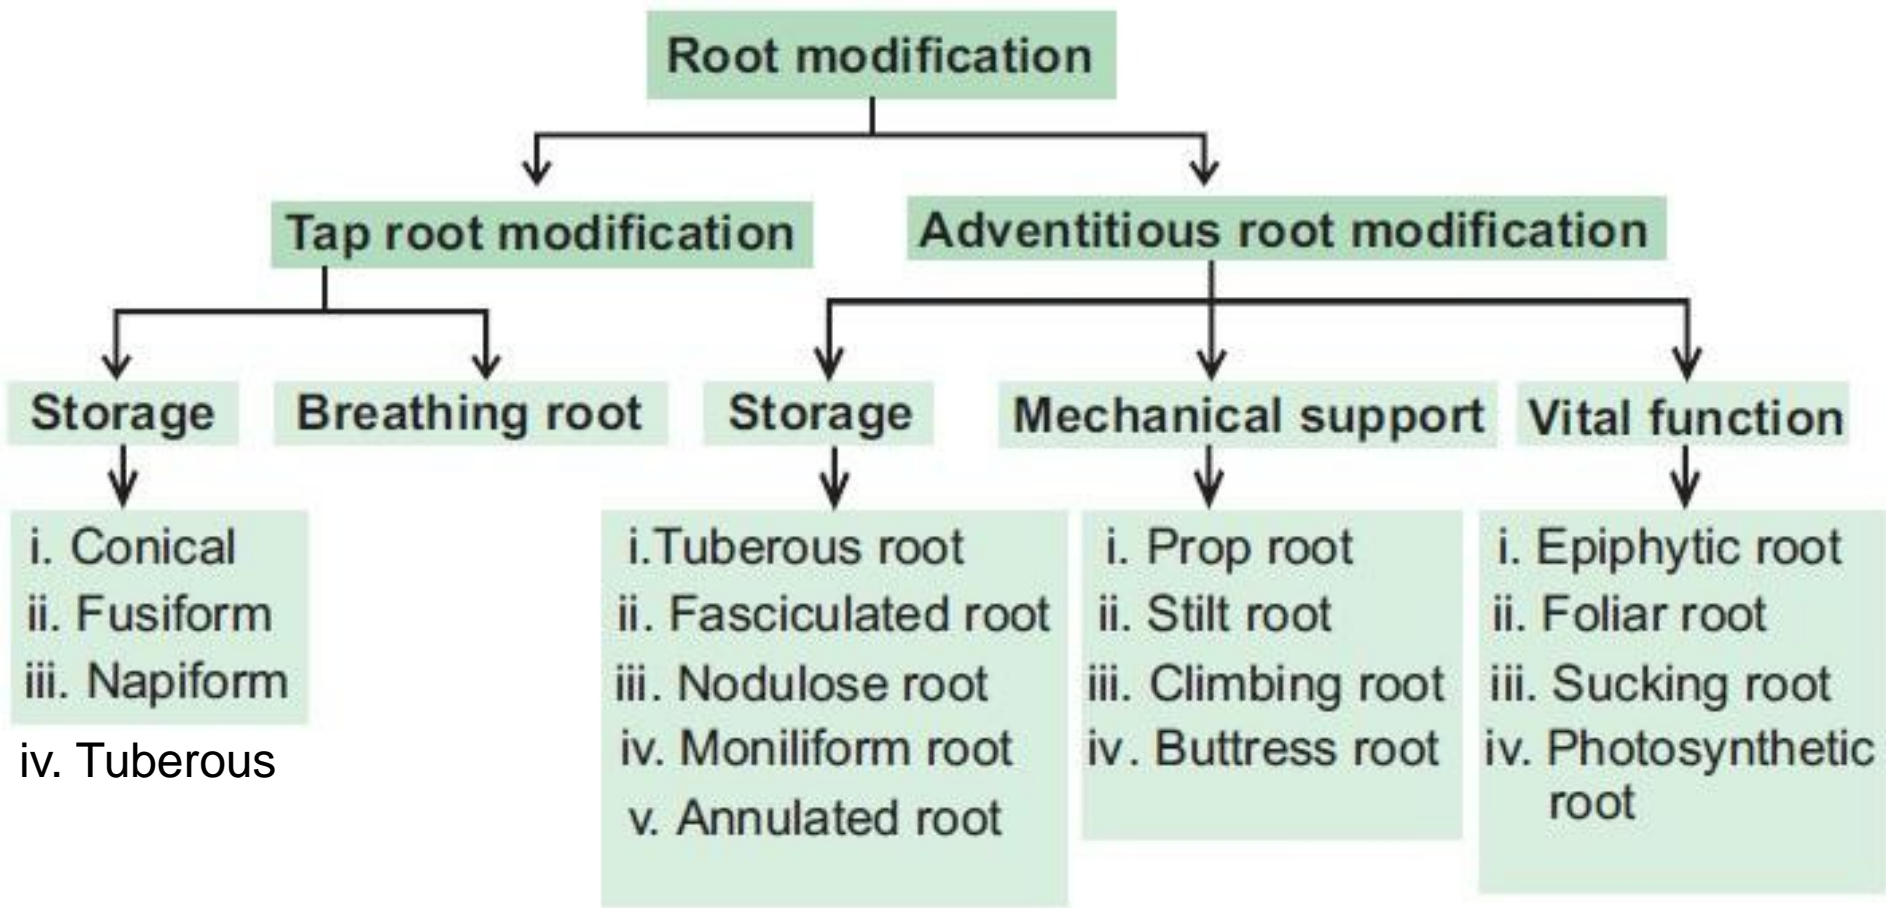 Root modification
Tap root modification
Adventitious root modification
Storage
Breathing root
Storage
Mechanical support
Vital function
i. Conical
ii. Fusiform
iii. Napiform
iv. Tuberous
i.Tuberous root
ii. Fasciculated root
iii. Nodulose root
iv. Moniliform root
v. Annulated root
i. Prop root
ii. Stilt root
iii. Climbing root
iv. Buttress root
i. Epiphytic root
ii. Foliar root
iii. Sucking root
iv. Photosynthetic
root